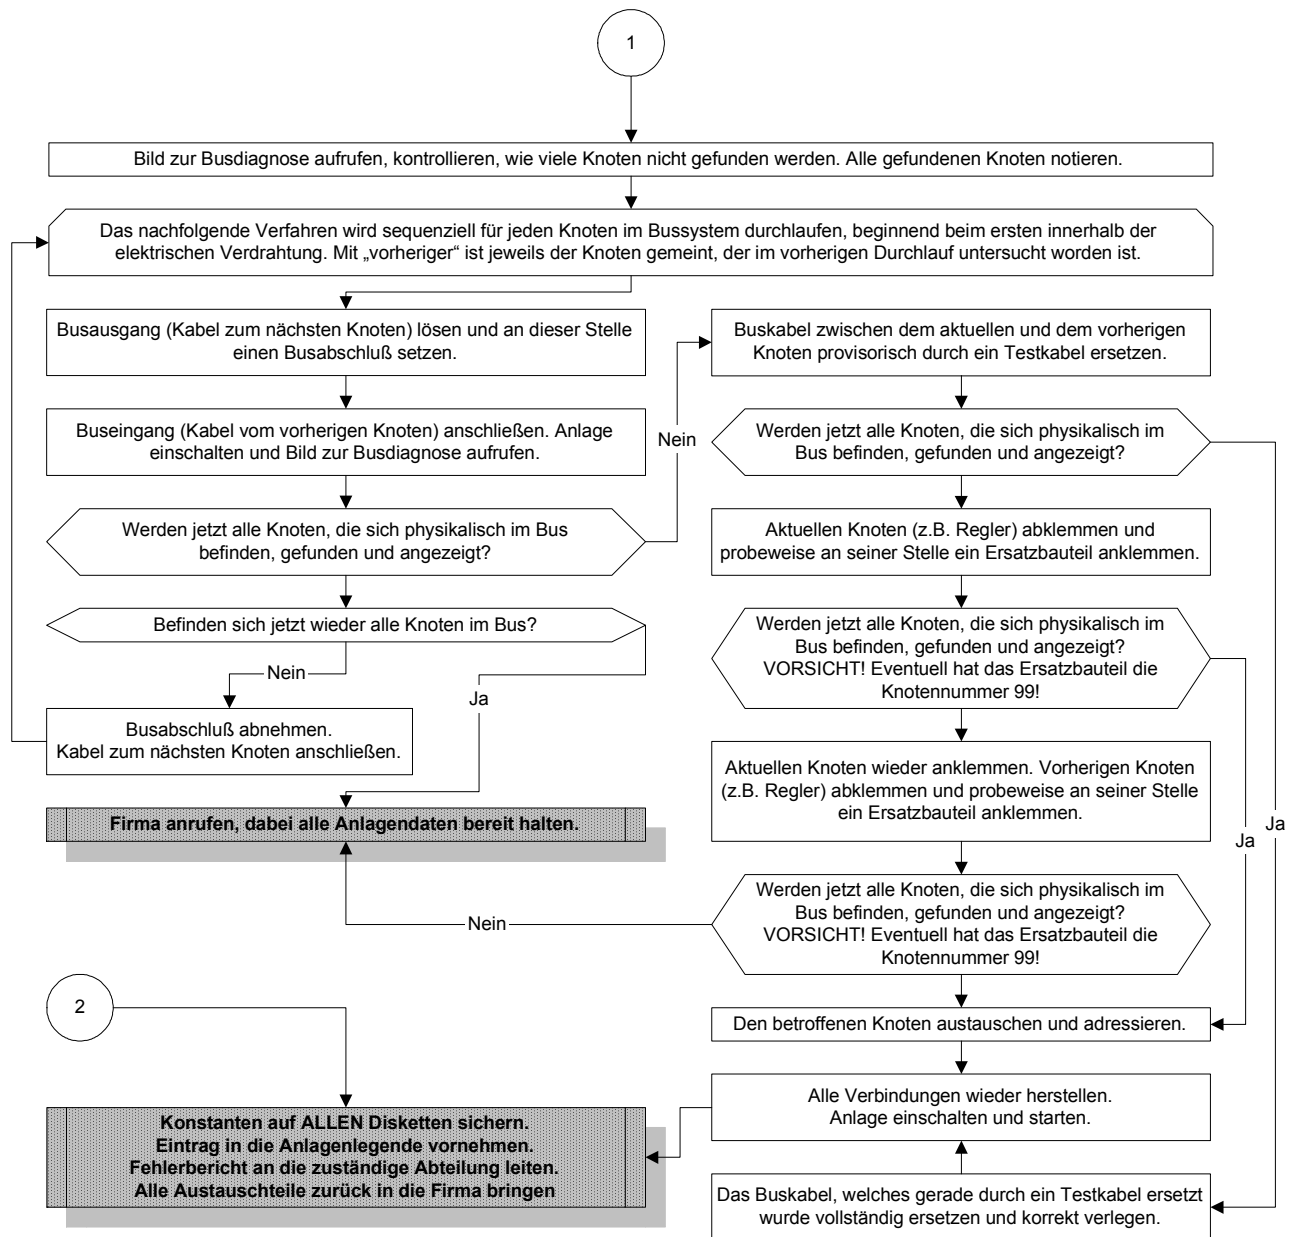 1
Bild zur Busdiagnose aufrufen, kontrollieren, wie viele Knoten nicht gefunden werden. Alle gefundenen Knoten notieren.
Das nachfolgende Verfahren wird sequenziell für jeden Knoten im Bussystem durchlaufen, beginnend beim ersten innerhalb der
elektrischen Verdrahtung. Mit „vorheriger“ ist jeweils der Knoten gemeint, der im vorherigen Durchlauf untersucht worden ist.
Busausgang (Kabel zum nächsten Knoten) lösen und an dieser Stelle
einen Busabschluß setzen.
Buseingang (Kabel vom vorherigen Knoten) anschließen. Anlage
einschalten und Bild zur Busdiagnose aufrufen.
Werden jetzt alle Knoten, die sich physikalisch im Bus
befinden, gefunden und angezeigt?
Nein
Befinden sich jetzt wieder alle Knoten im Bus?
Nein
Ja
Busabschluß abnehmen.
Kabel zum nächsten Knoten anschließen.
Firma anrufen, dabei alle Anlagendaten bereit halten.
Buskabel zwischen dem aktuellen und dem vorherigen
Knoten provisorisch durch ein Testkabel ersetzen.
Werden jetzt alle Knoten, die sich physikalisch im
Bus befinden, gefunden und angezeigt?
Aktuellen Knoten (z.B. Regler) abklemmen und
probeweise an seiner Stelle ein Ersatzbauteil anklemmen.
Werden jetzt alle Knoten, die sich physikalisch im
Bus befinden, gefunden und angezeigt?
VORSICHT! Eventuell hat das Ersatzbauteil die
Knotennummer 99!
Aktuellen Knoten wieder anklemmen. Vorherigen Knoten
(z.B. Regler) abklemmen und probeweise an seiner Stelle
ein Ersatzbauteil anklemmen.
Ja
Ja
Werden jetzt alle Knoten, die sich physikalisch im
Bus befinden, gefunden und angezeigt?
VORSICHT! Eventuell hat das Ersatzbauteil die
Knotennummer 99!
Nein
Den betroffenen Knoten austauschen und adressieren.
Alle Verbindungen wieder herstellen.
Anlage einschalten und starten.
Das Buskabel, welches gerade durch ein Testkabel ersetzt
wurde vollständig ersetzen und korrekt verlegen.
2
Konstanten auf ALLEN Disketten sichern.
Eintrag in die Anlagenlegende vornehmen.
Fehlerbericht an die zuständige Abteilung leiten.
Alle Austauschteile zurück in die Firma bringen